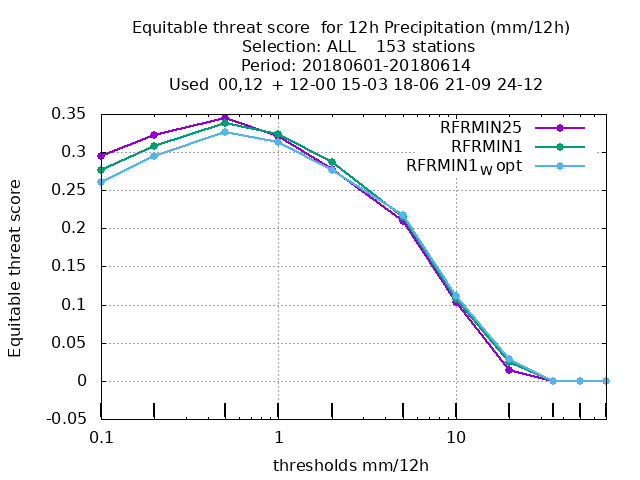 Equitable threat score  for 12h Precipitation (mm/12h)
Selection: ALL    153 stations
Period: 20180601-20180614
Used  00,12  + 12-00 15-03 18-06 21-09 24-12
RFRMIN25
RFRMIN1
RFRMIN1W opt
Equitable threat score
0.35
0.3
0.25
0.2
0.15
0.1
0.05
0
-0.05
0.1 1 10
thresholds mm/12h